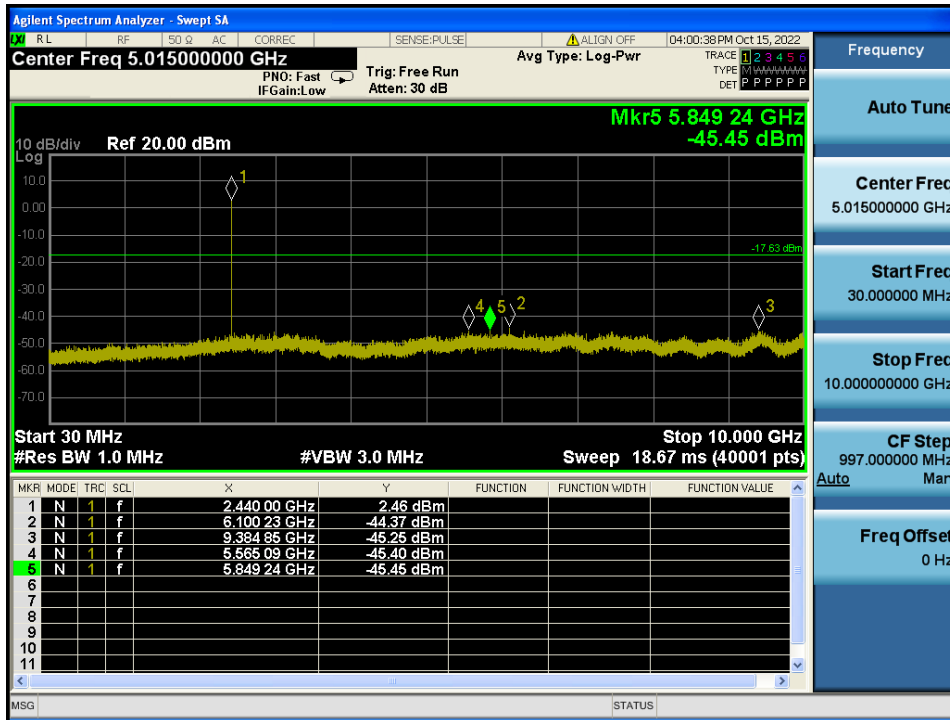 Agilent Spectrum Analyzer - Swept SA
LXI RL RF 50 Ω AC CORREC SENSE:PULSE ALIGN OFF 04:00:38 PM Oct 15, 2022
Center Freq 5.015000000 GHz
PNO: Fast
IFGain:Low
Trig: Free Run
Atten: 30 dB
Avg Type: Log-Pwr
TRACE 1 2 3 4 5 6
TYPE M
DET P P P P P P
Mkr5 5.849 24 GHz
-45.45 dBm
10 dB/div Ref 20.00 dBm
Log
10.0
0.00
-10.0
-20.0
-30.0
-40.0
-50.0
-60.0
-70.0
1
-17.63 dBm
4 5 2
3
Start 30 MHz Stop 10.000 GHz
#Res BW 1.0 MHz #VBW 3.0 MHz Sweep 18.67 ms (40001 pts)
MKR MODE TRC SCL X Y FUNCTION FUNCTION WIDTH FUNCTION VALUE
1 N 1 f 2.440 00 GHz 2.46 dBm
2 N 1 f 6.100 23 GHz -44.37 dBm
3 N 1 f 9.384 85 GHz -45.25 dBm
4 N 1 f 5.565 09 GHz -45.40 dBm
5 N 1 f 5.849 24 GHz -45.45 dBm
6
7
8
9
10
11
MSG STATUS
Frequency
Auto Tune
Center Freq
5.015000000 GHz
Start Freq
30.000000 MHz
Stop Freq
10.000000000 GHz
CF Step
997.000000 MHz
Auto Man
Freq Offset
0 Hz